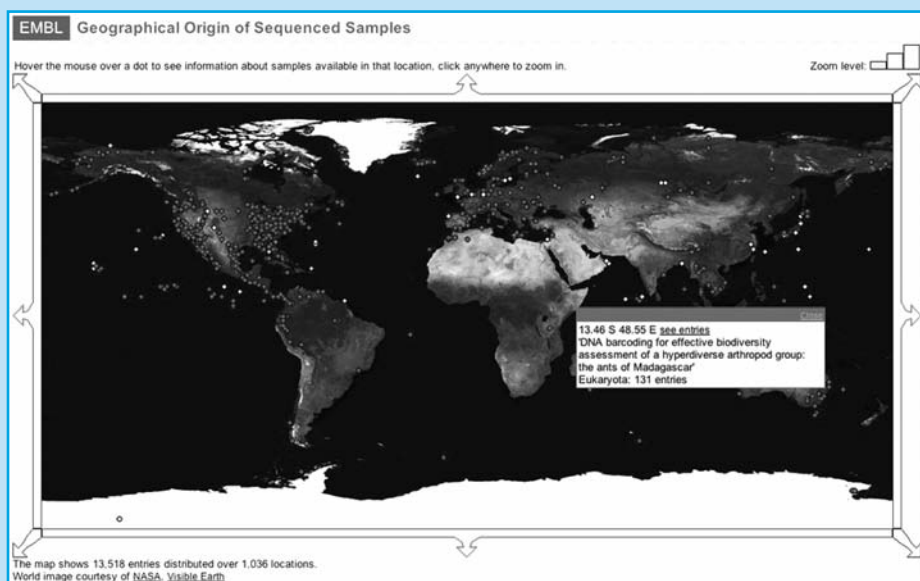 EMBL Geographical Origin of Sequenced Samples
Hover the mouse over a dot to see information about samples available in that location, click anywhere to zoom in.
Zoom level:
Close
13.46 S 48.55 E see entries
'DNA barcoding for effective biodiversity
assessment of a hyperdiverse arthropod group:
the ants of Madagascar'
Eukaryota: 131 entries
The map shows 13,518 entries distributed over 1,036 locations.
World image courtesy of NASA, Visible Earth